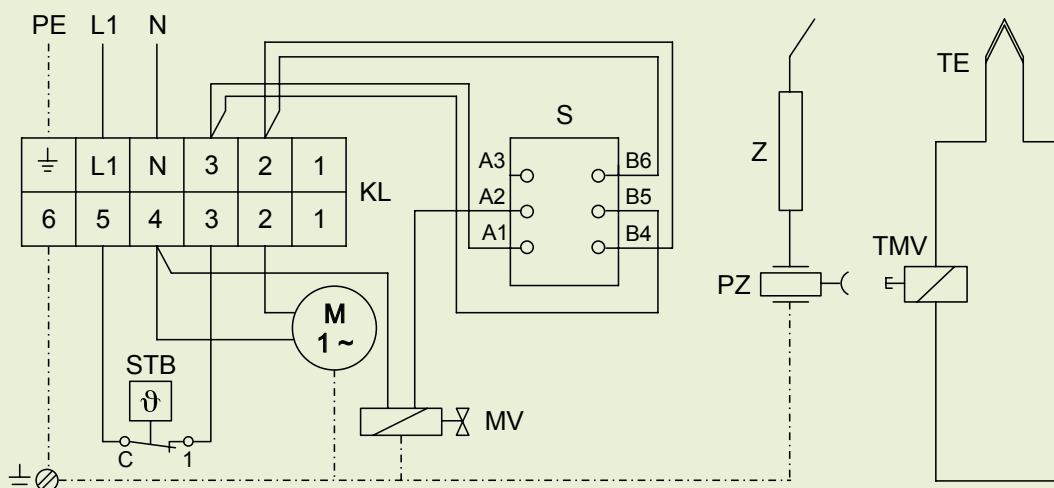 PE L1 N
TE
S
Z
L1 N 3 2 1
A3 B6
KL
A2 B5
6 5 4 3 2 1
A1 B4
TMV
PZ
M
1 ~
STB
ϑ
MV
C 1